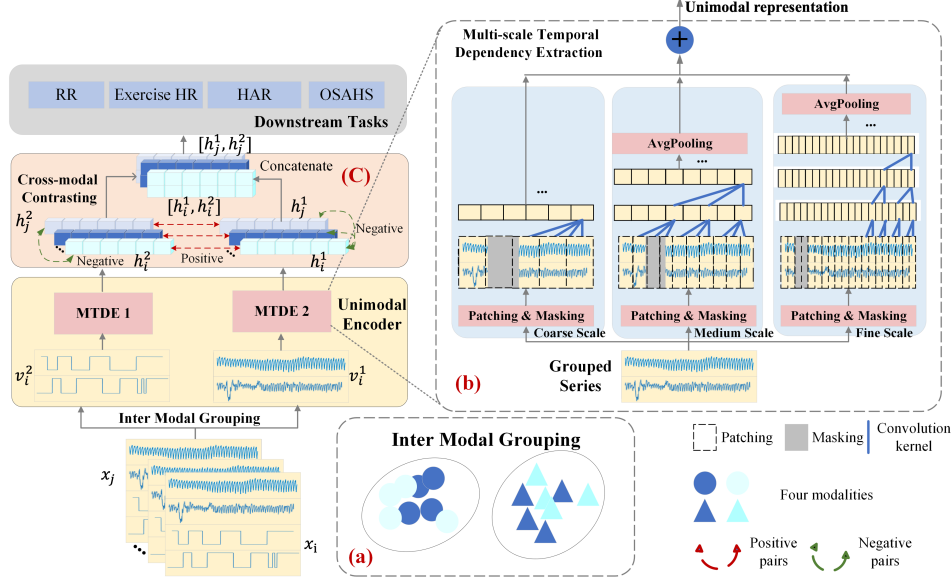 Unimodal representation
Multi-scale Temporal
Dependency Extraction
+
RR
Exercise HR
HAR
OSAHS
Downstream Tasks
[h_j^1, h_j^2]
Concatenate
(C)
Cross-modal
Contrasting
h_j^2
[h_i^1, h_i^2]
h_j^1
Negative
Negative
Positive
h_i^2
h_i^1
MTDE 1
MTDE 2
Unimodal
Encoder
v_i^2
v_i^1
Inter Modal Grouping
x_j
x_i
AvgPooling
...
AvgPooling
...
...
Patching & Masking
Patching & Masking
Patching & Masking
Coarse Scale
Medium Scale
Fine Scale
(b)
Grouped
Series
Inter Modal Grouping
(a)
Patching
Masking
Convolution
kernel
Four modalities
Positive
pairs
Negative
pairs